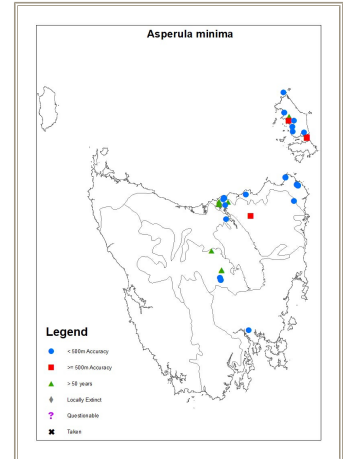 Asperula minima
Legend
< 500m Accuracy
>= 500m Accuracy
> 50 years
Locally Extinct
? Questionable
Taken